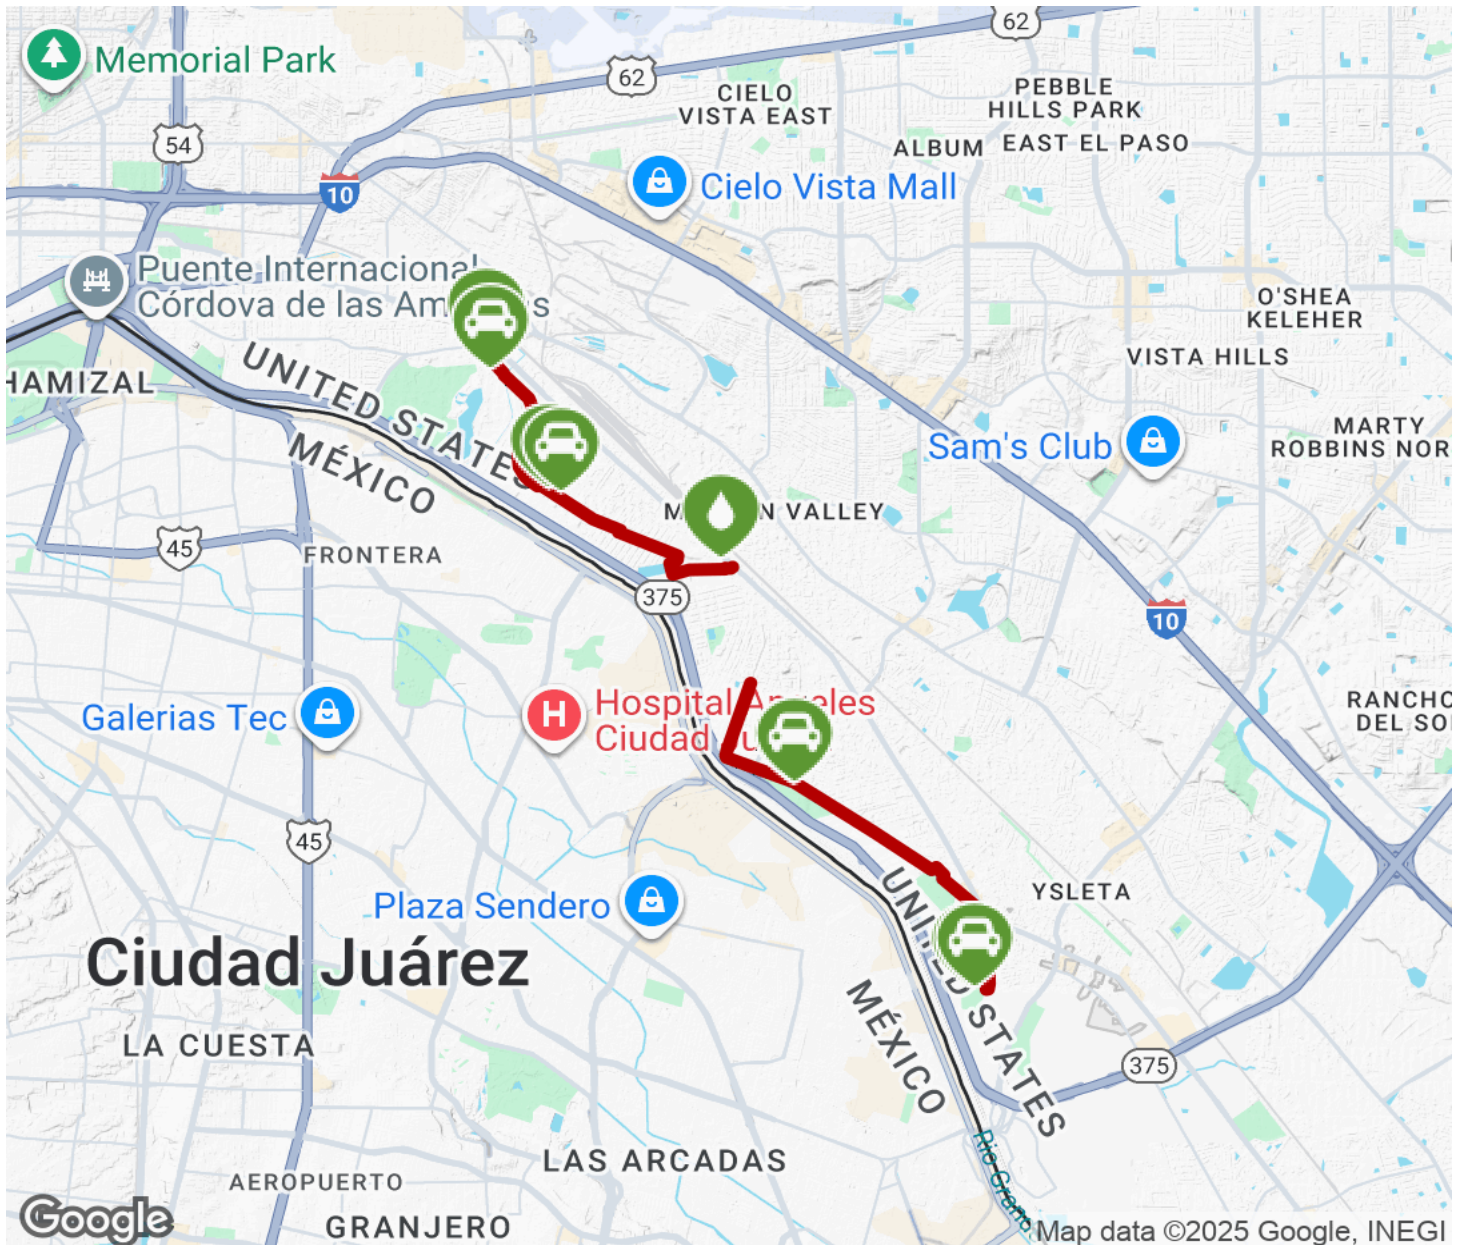 62
Memorial Park
62
CIELO
VISTA EAST
PEBBLE
HILLS PARK
54
ALBUM
EAST EL PASO
10
Cielo Vista Mall
Puente Internacional
Córdova de las Am
s
O'SHEA
KELEHER
VISTA HILLS
HAMIZAL
UNITED STATES
MÉXICO
MARTY
ROBBINS NOR
Sam's Club
VALLEY
45
FRONTERA
375
10
Hospital
eles
Ciudad
Galerias Tec
H
RANCHO
DEL SO
45
Plaza Sendero
YSLETA
UNITED STATES
Ciudad Juárez
MÉXICO
LA CUESTA
375
LAS ARCADAS
Rio Grand
AEROPUERTO
GRANJERO
Google
Map data ©2025 Google, INEGI